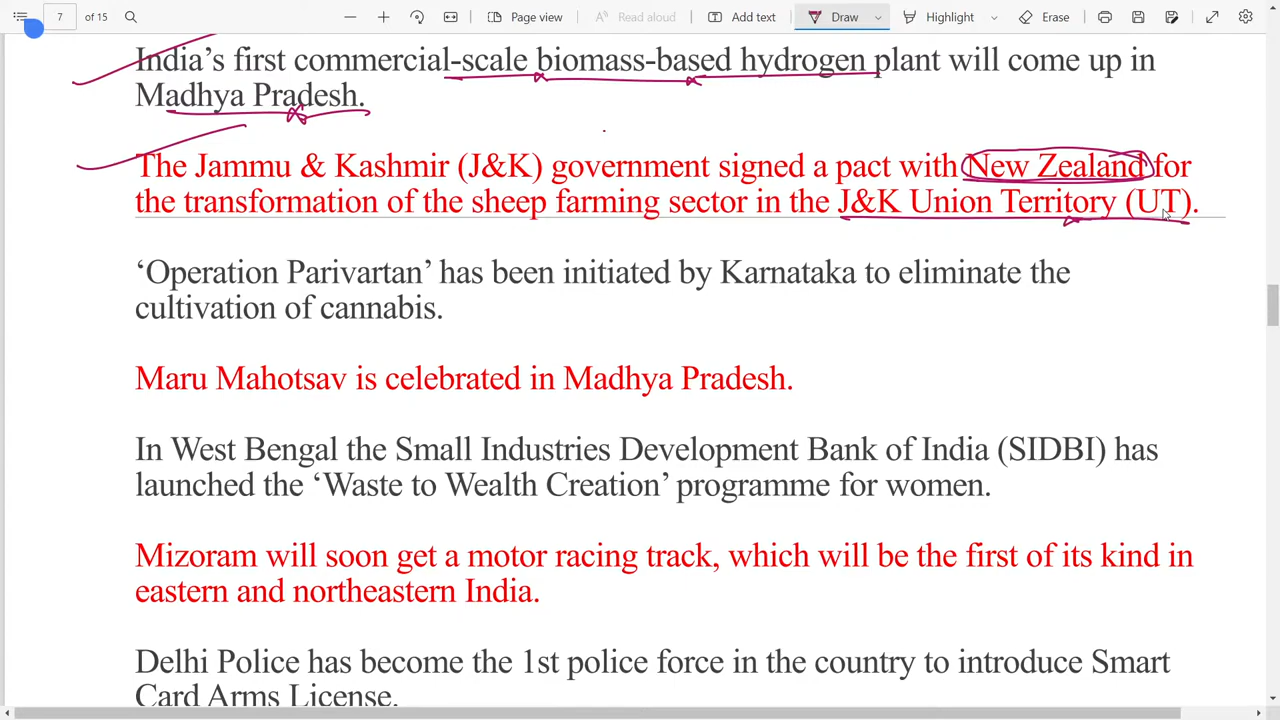 7 of 15 Page view Read aloud Add text Draw Highlight Erase
India's first commercial-scale biomass-based hydrogen plant will come up in
Madhya Pradesh.
The Jammu & Kashmir (J&K) government signed a pact with New Zealand for
the transformation of the sheep farming sector in the J&K Union Territory (UT).
‘Operation Parivartan’ has been initiated by Karnataka to eliminate the
cultivation of cannabis.
Maru Mahotsav is celebrated in Madhya Pradesh.
In West Bengal the Small Industries Development Bank of India (SIDBI) has
launched the ‘Waste to Wealth Creation’ programme for women.
Mizoram will soon get a motor racing track, which will be the first of its kind in
eastern and northeastern India.
Delhi Police has become the 1st police force in the country to introduce Smart
Card Arms License.